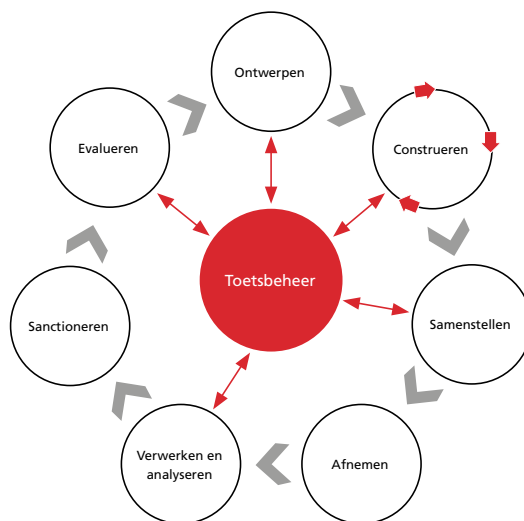 Ontwerpen
Construeren
Samenstellen
Afnemen
Verwerken en
analyseren
Sanctioneren
Evalueren
Toetsbeheer